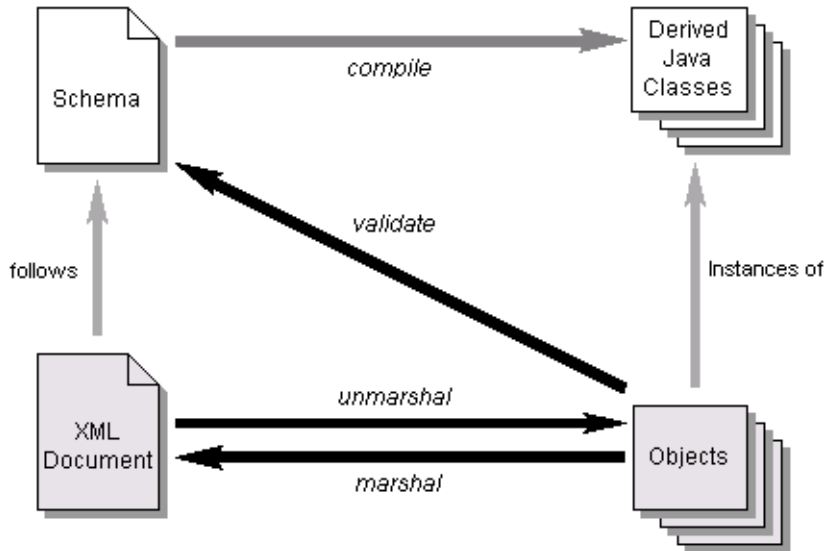 Schema
compile
Derived
Java
Classes
validate
follows
Instances of
XML
Document
unmarshal
marshal
Objects